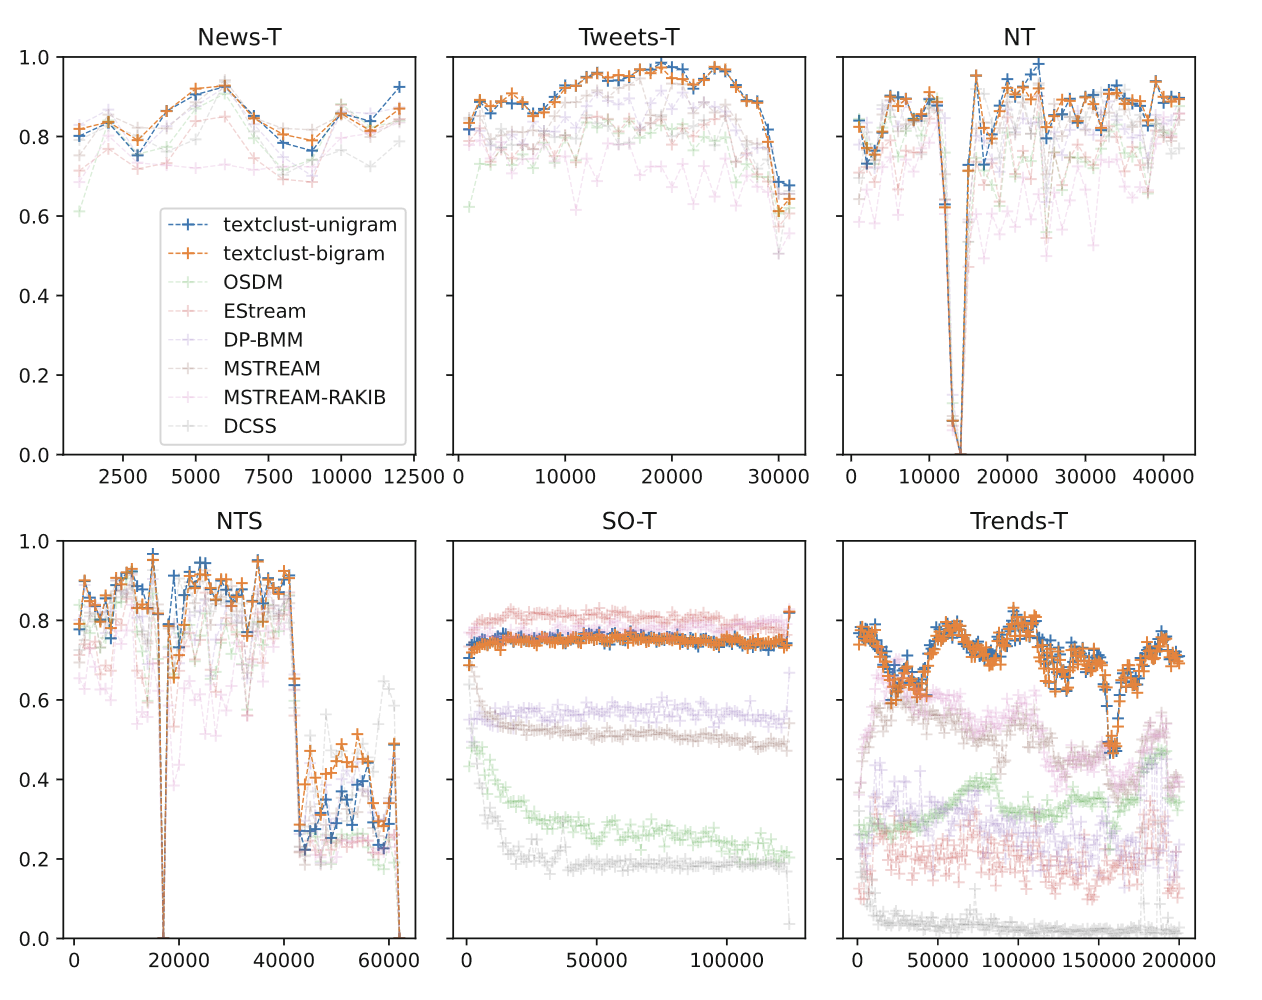 News-T
Tweets-T
NT
1.0
0.8
0.6
0.4
0.2
0.0
textclust-unigram
textclust-bigram
OSDM
EStream
DP-BMM
MSTREAM
MSTREAM-RAKIB
DCSS
2500 5000 7500 10000 12500
0 10000 20000 30000
0 10000 20000 30000 40000
NTS
SO-T
Trends-T
1.0
0.8
0.6
0.4
0.2
0.0
0 20000 40000 60000
0 50000 100000
0 50000 100000 150000 200000